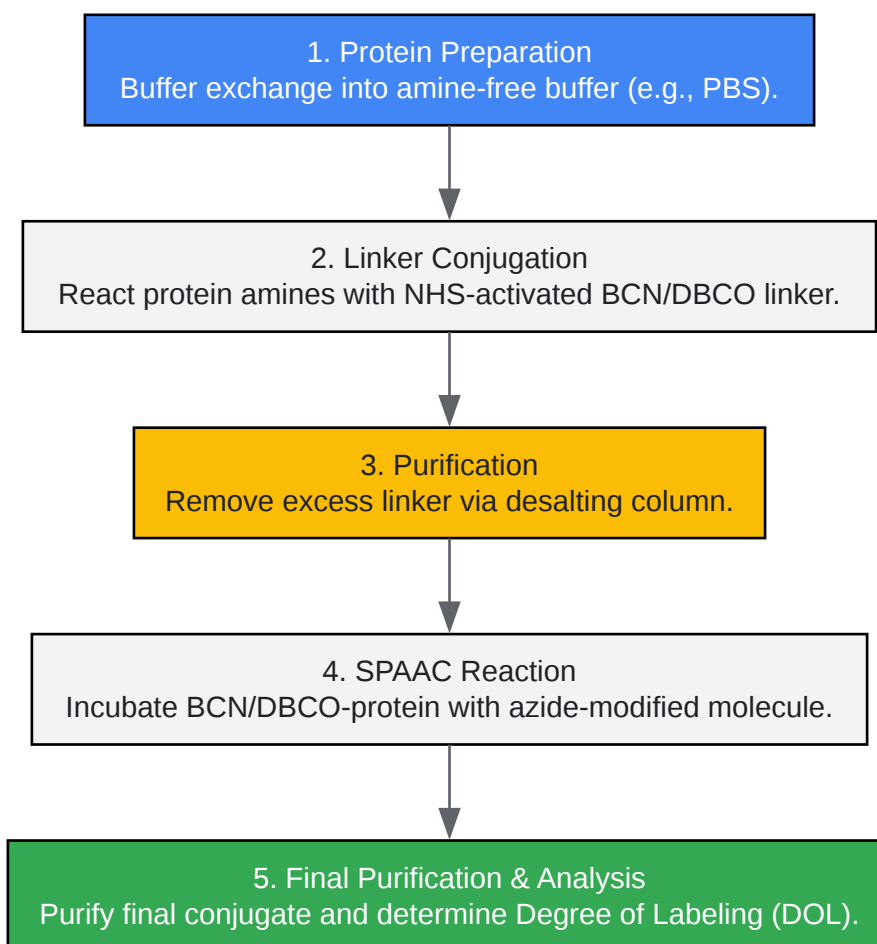 1. Protein Preparation
Buffer exchange into amine-free buffer (e.g., PBS).
2. Linker Conjugation
React protein amines with NHS-activated BCN/DBCO linker.
3. Purification
Remove excess linker via desalting column.
4. SPAAC Reaction
Incubate BCN/DBCO-protein with azide-modified molecule.
5. Final Purification & Analysis
Purify final conjugate and determine Degree of Labeling (DOL).